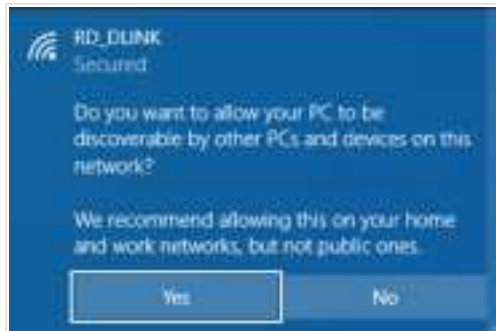 RD_DLINK
Secured
Do you want to allow your PC to be
discoverable by other PCs and devices on this
network?
We recommend allowing this on your home
and work networks, but not public ones.
Yes
No